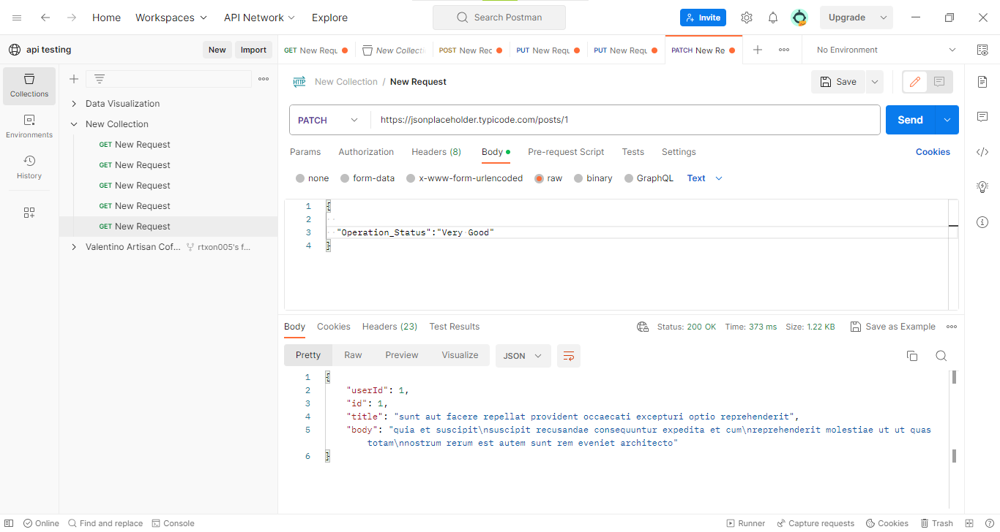 Home Workspaces API Network Explore Search Postman Invite Upgrade
api testing New Import
GET New Requ New Collecti POST New Rec PUT New Requ PUT New Requ PATCH New Re No Environment
Collections
Environments
History
Data Visualization
New Collection
GET New Request
GET New Request
GET New Request
GET New Request
GET New Request
Valentino Artisan Cof... rtxon005's f...
HTTP New Collection / New Request Save
PATCH https://jsonplaceholder.typicode.com/posts/1 Send
Params Authorization Headers (8) Body Pre-request Script Tests Settings Cookies
none form-data x-www-form-urlencoded raw binary GraphQL Text
1 {
2
3 "Operation_Status":"Very Good"
4 }
Body Cookies Headers (23) Test Results Status: 200 OK Time: 373 ms Size: 1.22 KB Save as Example
Pretty Raw Preview Visualize JSON
1 {
2 "userId": 1,
3 "id": 1,
4 "title": "sunt aut facere repellat provident occaecati excepturi optio reprehenderit",
5 "body": "quia et suscipit\nsuscipit recusandae consequuntur expedita et cum\nreprehenderit molestiae ut ut quas
totam\nnostrum rerum est autem sunt rem eveniet architecto"
6 }
Online Find and replace Console Runner Capture requests Cookies Trash